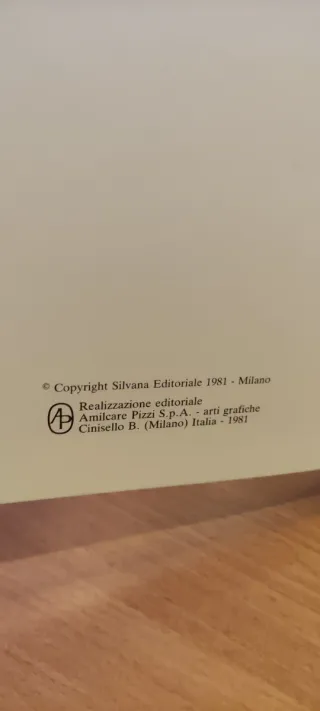 © Copyright Silvana Editoriale 1981 - Milano
AP
Realizzazione editoriale
Amilcare Pizzi S.p.A. - arti grafiche
Cinisello B. (Milano) Italia - 1981